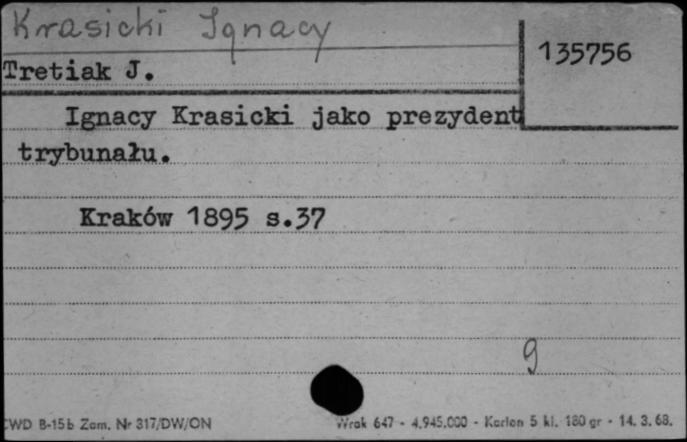 Krasicki Ignacy
135756
Tretiak J.
Ignacy Krasicki jako prezydent
trybunału.
Kraków 1895 s.37
9
CWD B-15b Zam. Nr 317/DW/ON
Wrak 647 - 4.945.000 - Karton 5 kl. 180 gr - 14. 3. 68.